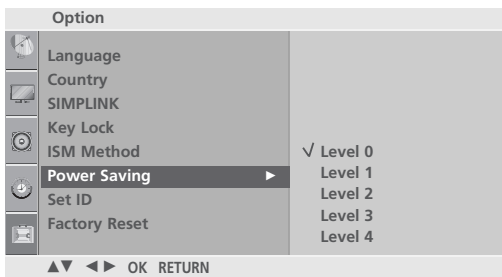 Option
Language
Country
SIMPLINK
Key Lock
ISM Method
Power Saving ►
Set ID
Factory Reset
√ Level 0
Level 1
Level 2
Level 3
Level 4
▲▼ ◄► OK RETURN